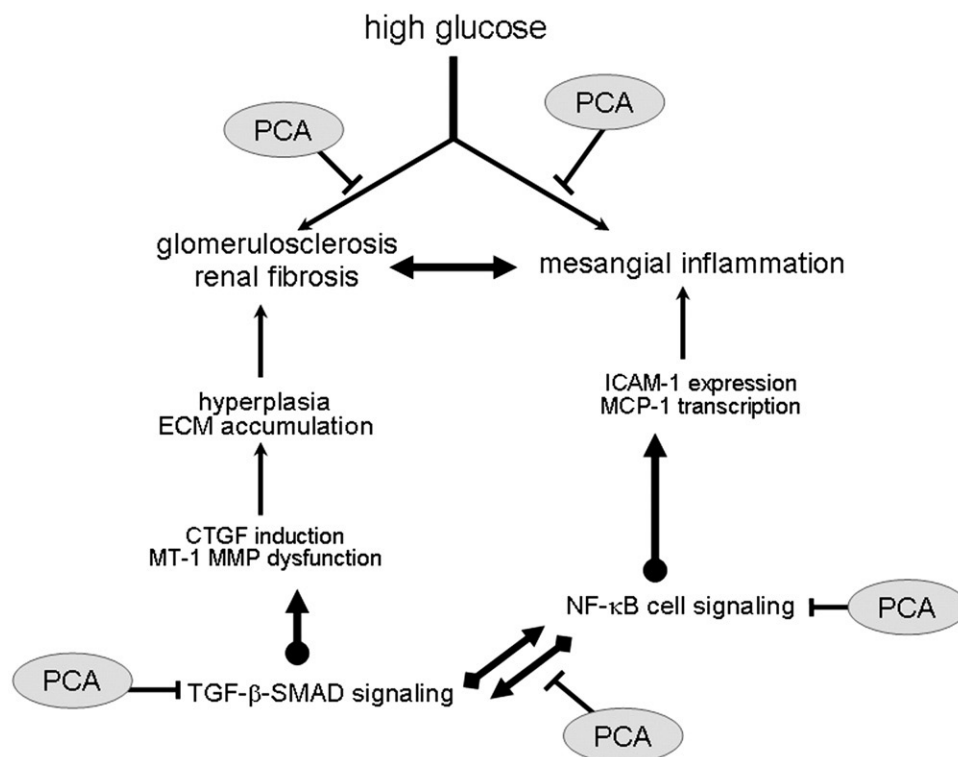 high glucose
PCA
PCA
glomerulosclerosis
renal fibrosis
mesangial inflammation
ICAM-1 expression
MCP-1 transcription
hyperplasia
ECM accumulation
CTGF induction
MT-1 MMP dysfunction
NF-κB cell signaling
PCA
PCA
TGF-β-SMAD signaling
PCA